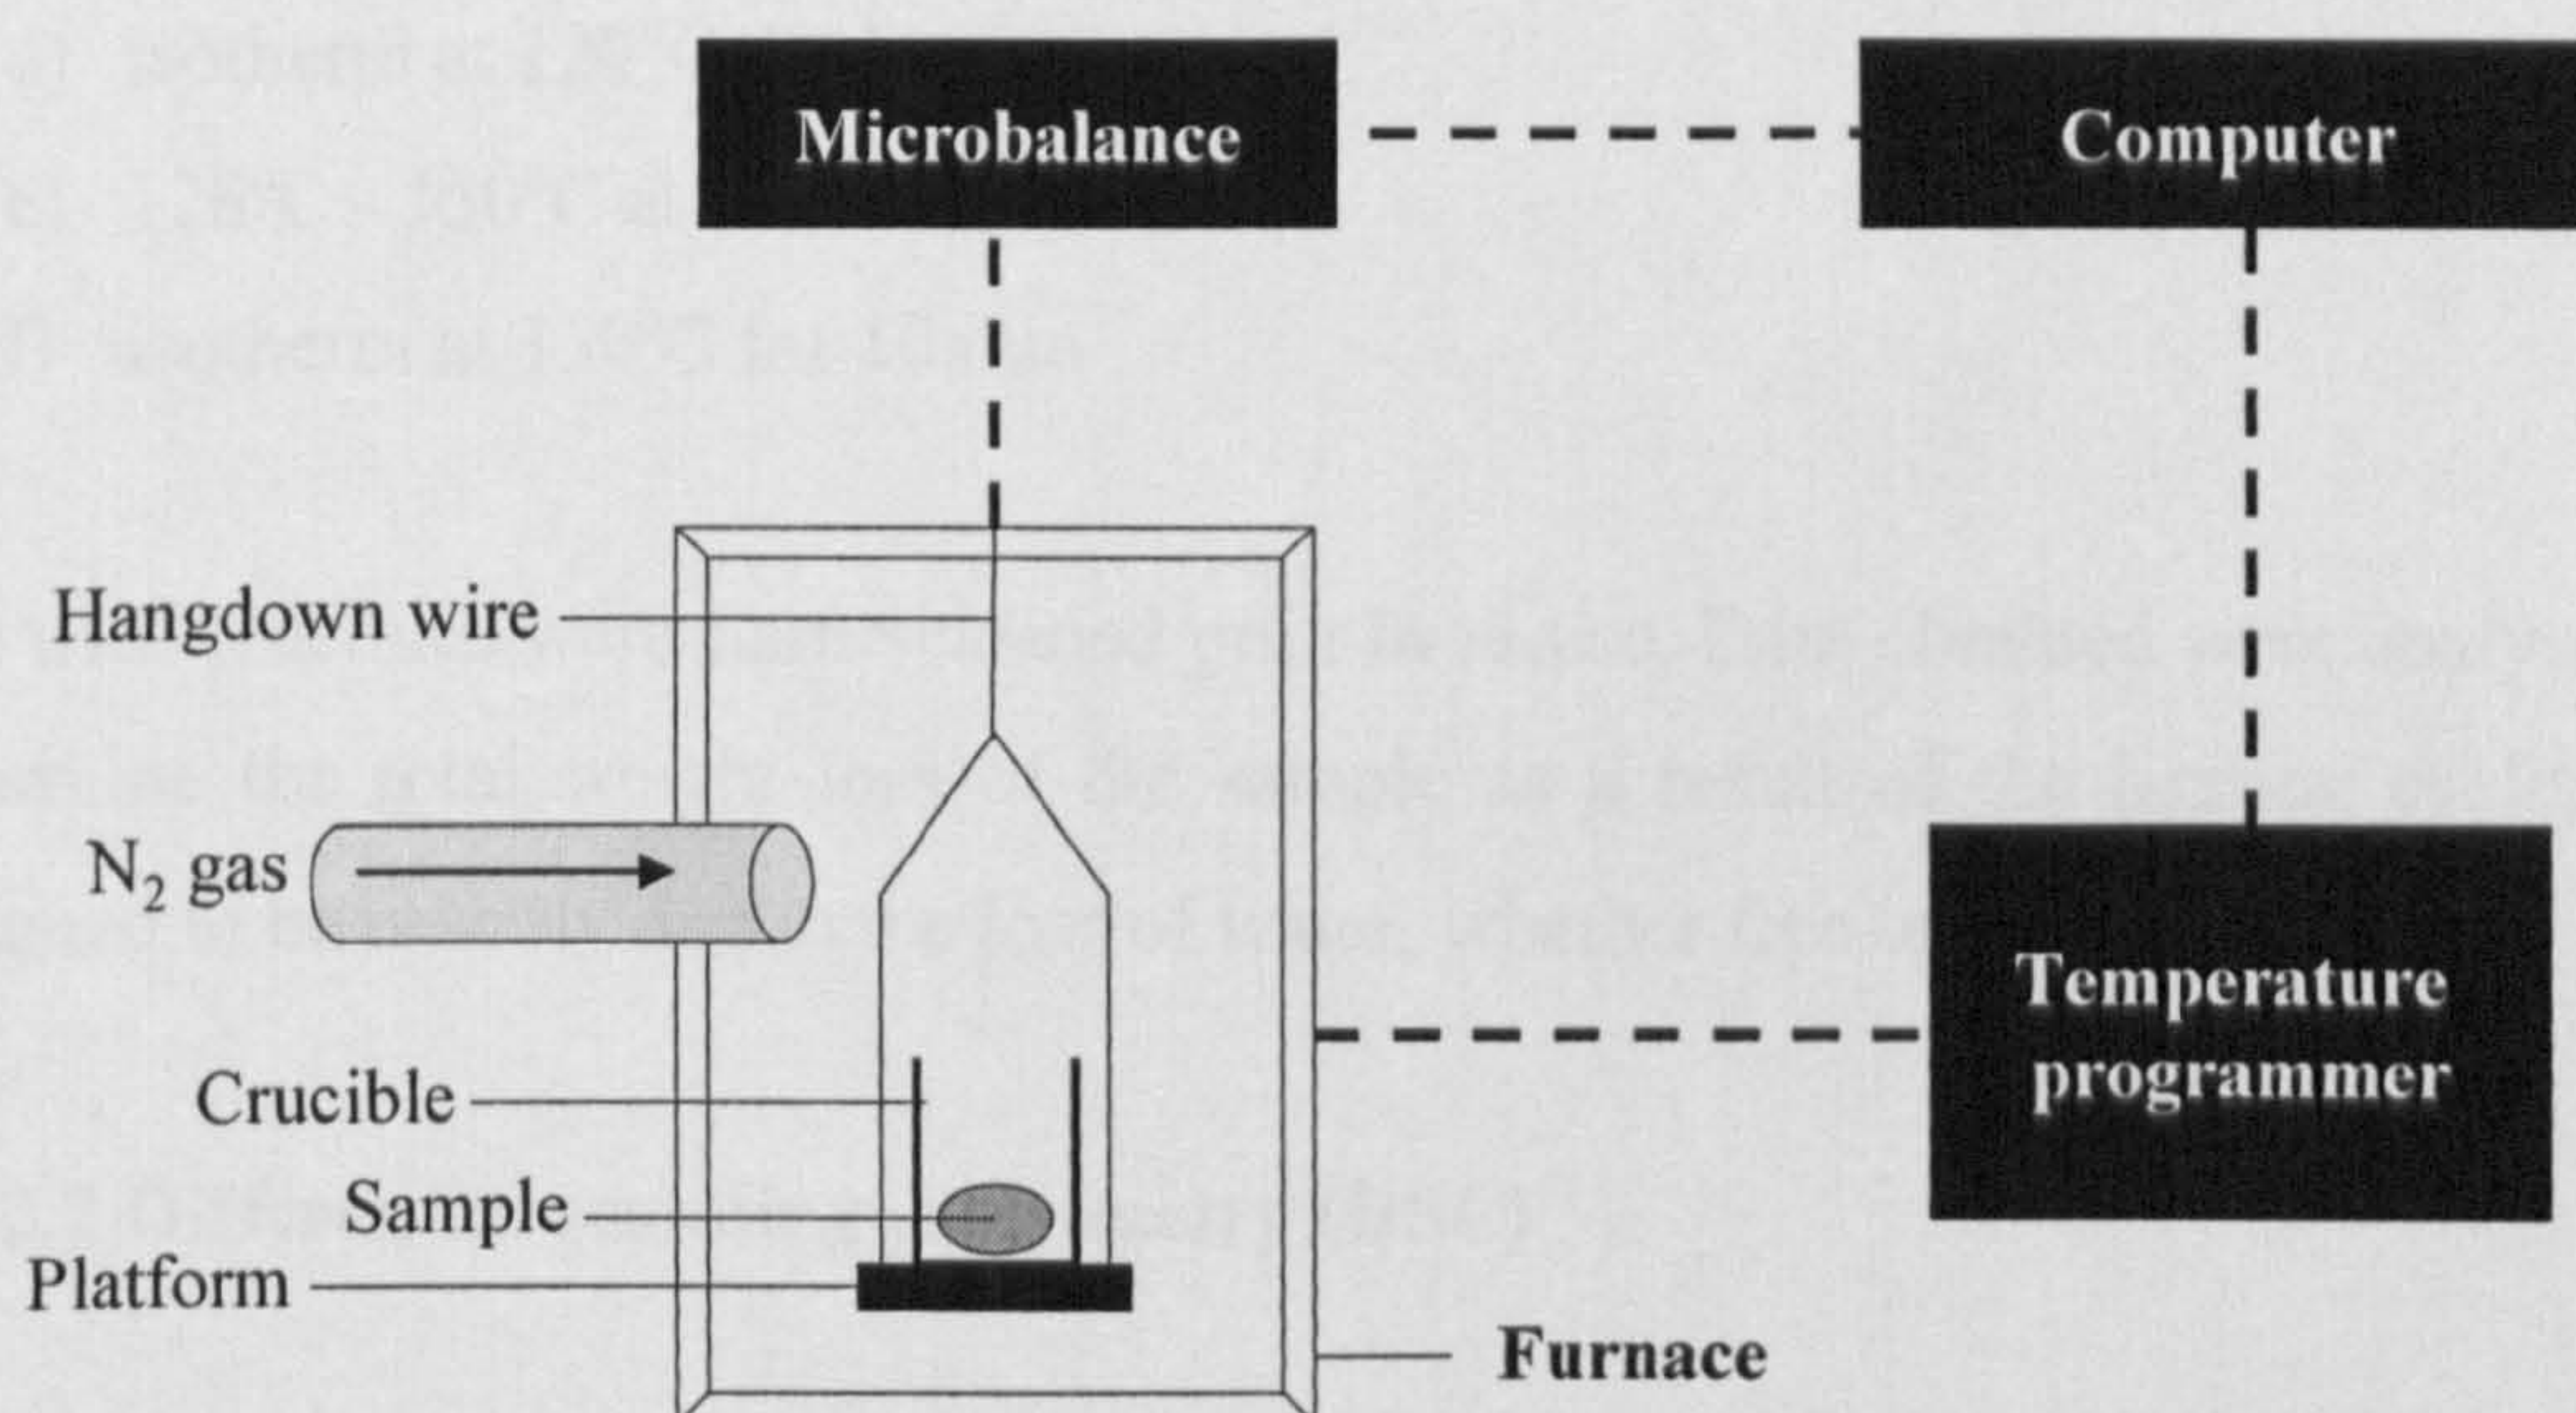 Microbalance
Computer
Hangdown wire
N₂ gas
Temperature
programmer
Crucible
Sample
Platform
Furnace